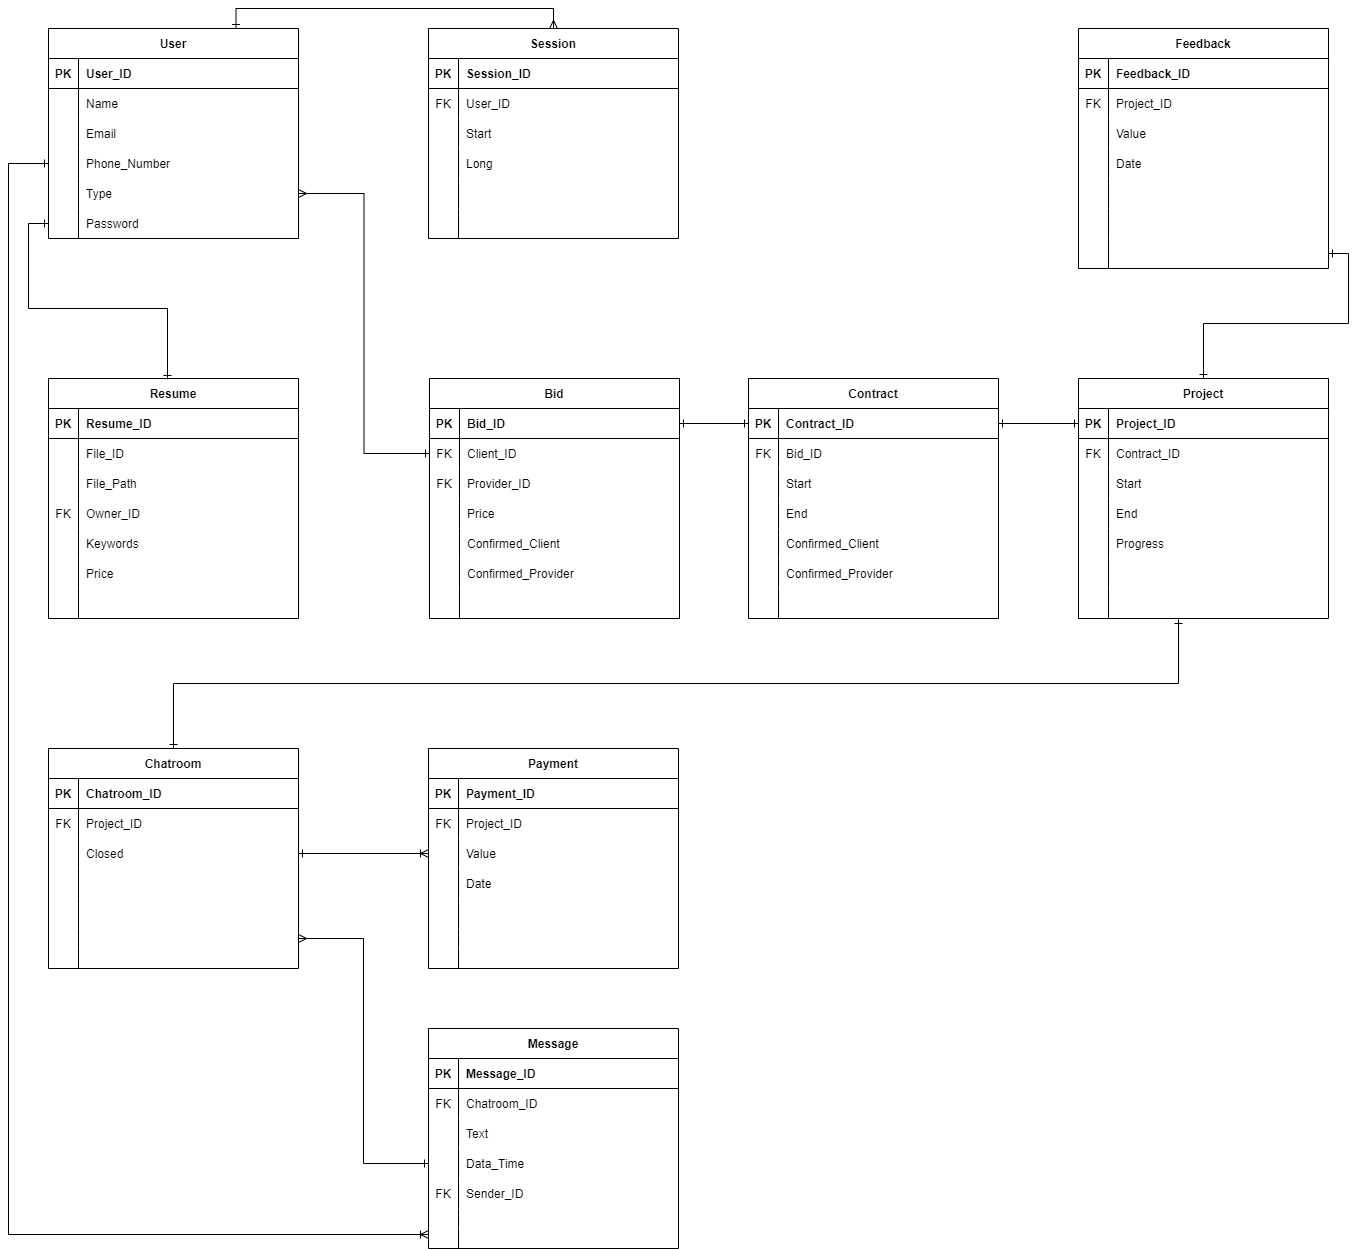 User
PK User_ID
Name
Email
Phone_Number
Type
Password
Session
PK Session_ID
FK User_ID
Start
Long
Feedback
PK Feedback_ID
FK Project_ID
Value
Date
Resume
PK Resume_ID
File_ID
File_Path
FK Owner_ID
Keywords
Price
Bid
PK Bid_ID
FK Client_ID
FK Provider_ID
Price
Confirmed_Client
Confirmed_Provider
Contract
PK Contract_ID
FK Bid_ID
Start
End
Confirmed_Client
Confirmed_Provider
Project
PK Project_ID
FK Contract_ID
Start
End
Progress
Chatroom
PK Chatroom_ID
FK Project_ID
Closed
Payment
PK Payment_ID
FK Project_ID
Value
Date
Message
PK Message_ID
FK Chatroom_ID
Text
Data_Time
FK Sender_ID